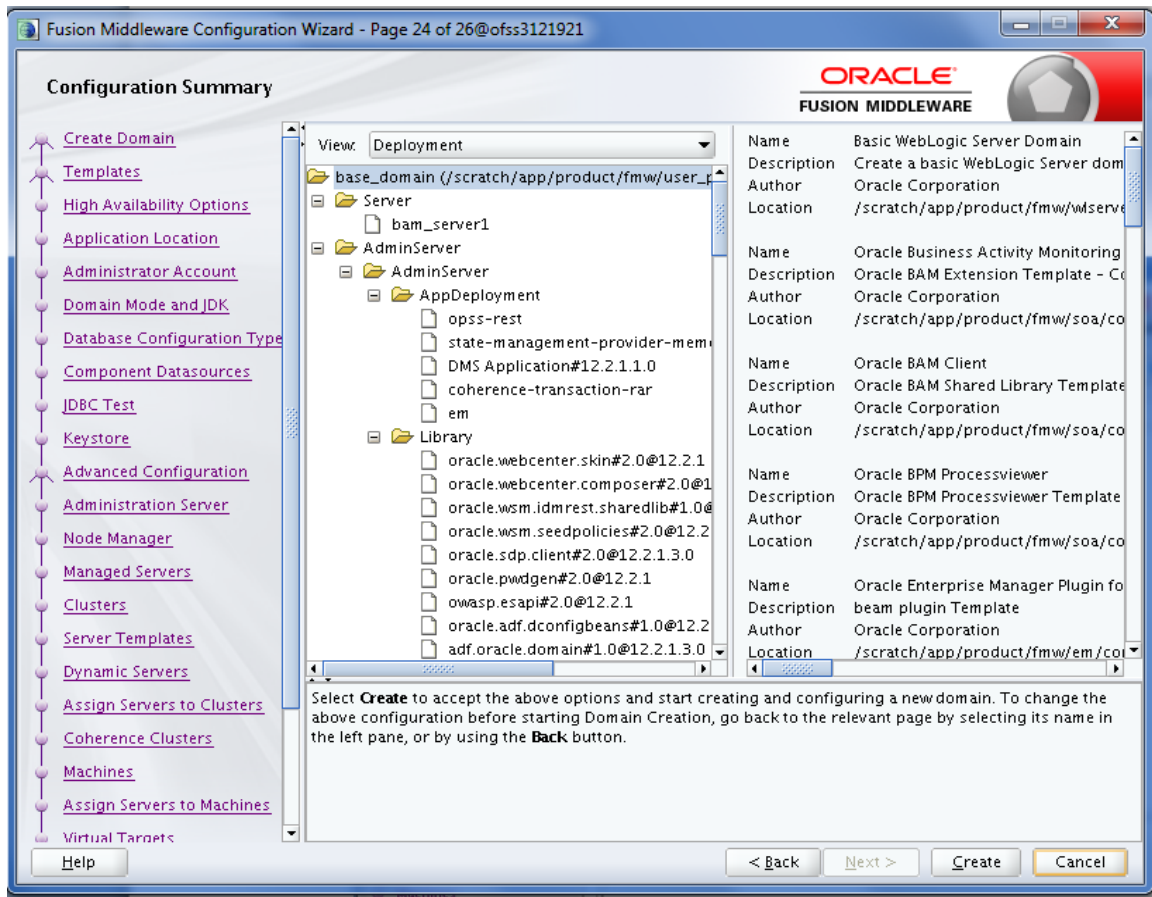 Fusion Middleware Configuration Wizard - Page 24 of 26@ofss3121921
Configuration Summary
ORACLE
FUSION MIDDLEWARE
Create Domain
Templates
High Availability Options
Application Location
Administrator Account
Domain Mode and JDK
Database Configuration Type
Component Datasources
JDBC Test
Keystore
Advanced Configuration
Administration Server
Node Manager
Managed Servers
Clusters
Server Templates
Dynamic Servers
Assign Servers to Clusters
Coherence Clusters
Machines
Assign Servers to Machines
Virtual Targets
View: Deployment
base_domain (/scratch/app/product/fmw/user_p
Server
bam_server1
AdminServer
AdminServer
AppDeployment
opss-rest
state-management-provider-mem
DMS Application#12.2.1.1.0
coherence-transaction-rar
em
Library
oracle.webcenter.skin#2.0@12.2.1
oracle.webcenter.composer#2.0@1
oracle.wsm.idmrest.sharedlib#1.0@
oracle.wsm.seedpolicies#2.0@12.2
oracle.sdp.client#2.0@12.2.1.3.0
oracle.pwdgen#2.0@12.2.1
owasp.esapi#2.0@12.2.1
oracle.adf.dconfigbeans#1.0@12.2
adf.oracle.domain#1.0@12.2.1.3.0
Name Basic WebLogic Server Domain
Description Create a basic WebLogic Server dom
Author Oracle Corporation
Location /scratch/app/product/fmw/wlserve
Name Oracle Business Activity Monitoring
Description Oracle BAM Extension Template - Co
Author Oracle Corporation
Location /scratch/app/product/fmw/soa/co
Name Oracle BAM Client
Description Oracle BAM Shared Library Template
Author Oracle Corporation
Location /scratch/app/product/fmw/soa/co
Name Oracle BPM Processviewer
Description Oracle BPM Processviewer Template
Author Oracle Corporation
Location /scratch/app/product/fmw/soa/co
Name Oracle Enterprise Manager Plugin fo
Description beam plugin Template
Author Oracle Corporation
Location /scratch/app/product/fmw/em/con
Select Create to accept the above options and start creating and configuring a new domain. To change the
above configuration before starting Domain Creation, go back to the relevant page by selecting its name in
the left pane, or by using the Back button.
Help
< Back
Next >
Create
Cancel